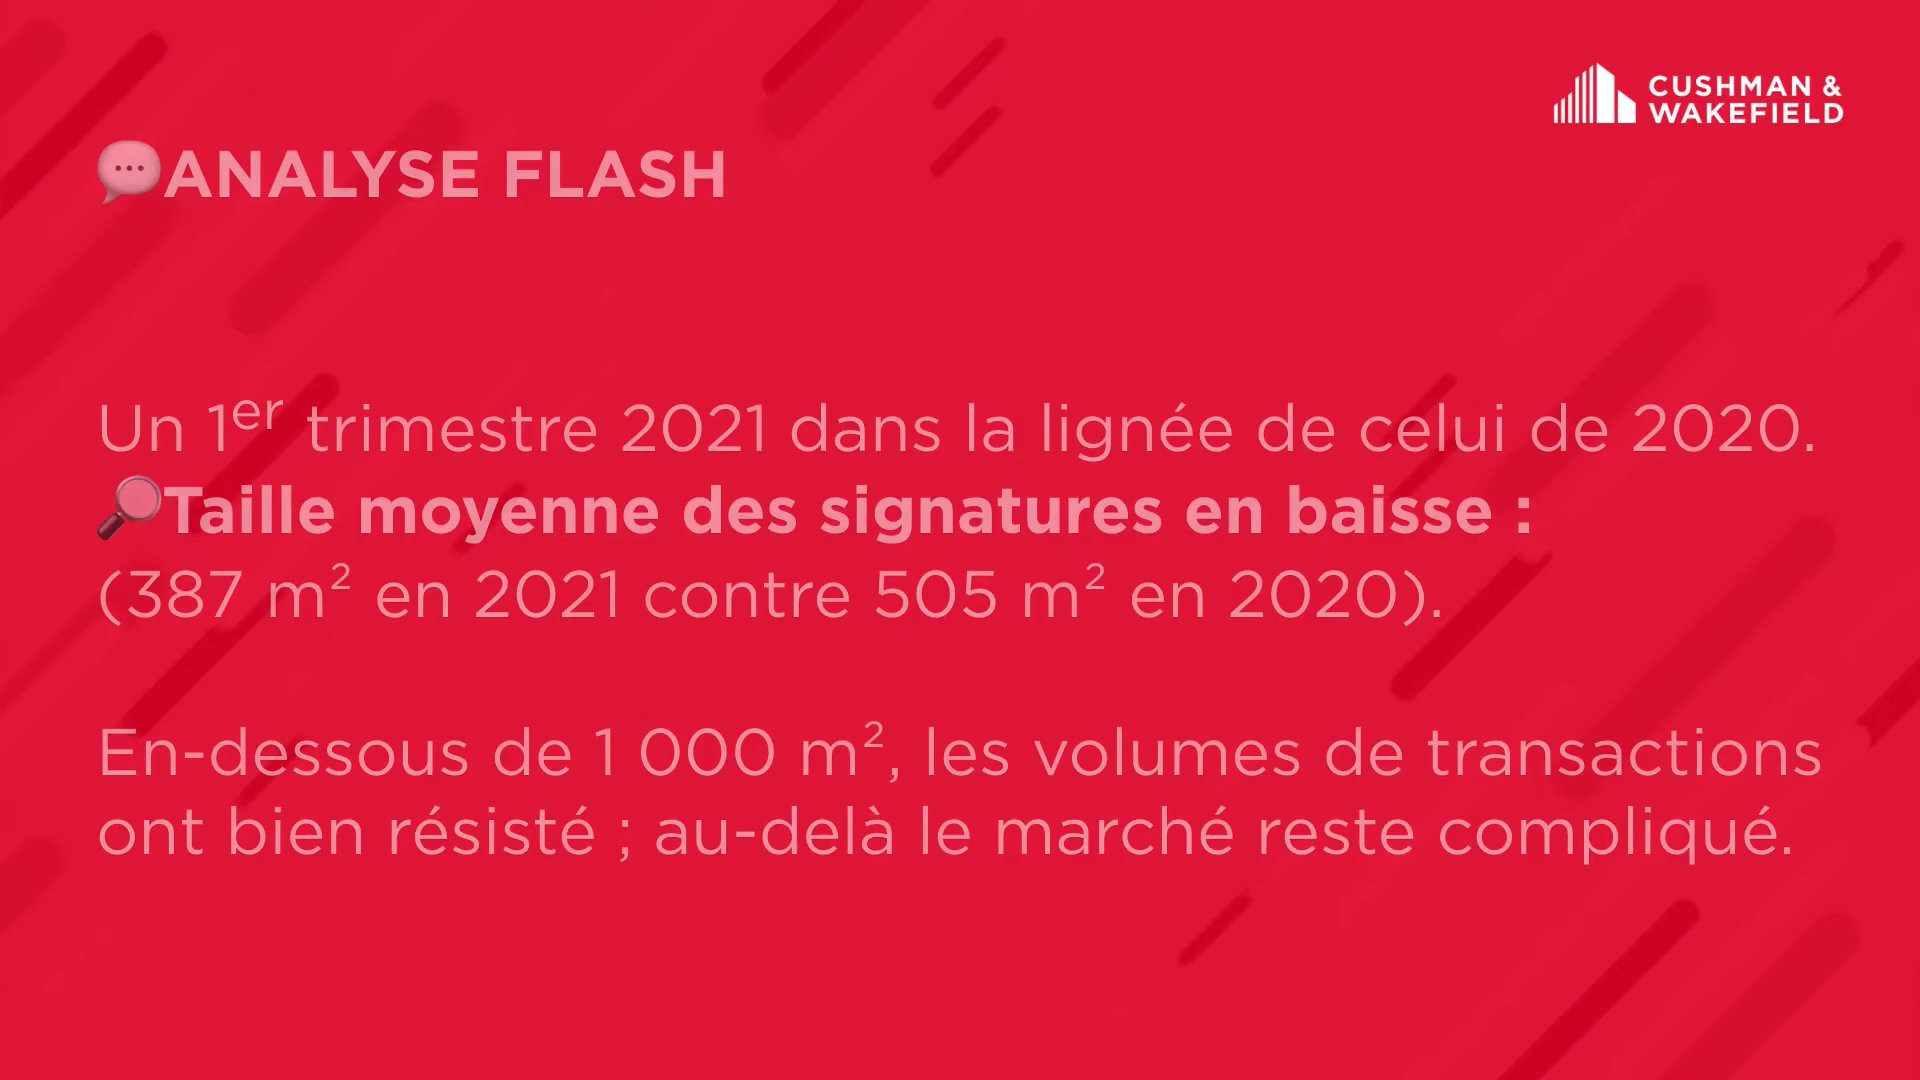 CUSHMAN &
WAKEFIELD
💬ANALYSE FLASH
Un 1er trimestre 2021 dans la lignée de celui de 2020.
🔎Taille moyenne des signatures en baisse :
(387 m² en 2021 contre 505 m² en 2020).
En-dessous de 1 000 m², les volumes de transactions
ont bien résisté ; au-delà le marché reste compliqué.